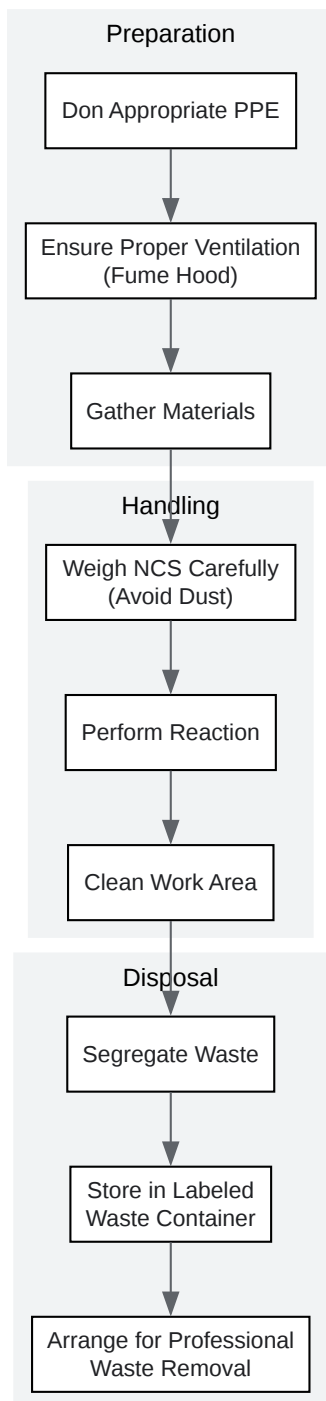 Preparation
Don Appropriate PPE
Ensure Proper Ventilation
(Fume Hood)
Gather Materials
Handling
Weigh NCS Carefully
(Avoid Dust)
Perform Reaction
Clean Work Area
Disposal
Segregate Waste
Store in Labeled
Waste Container
Arrange for Professional
Waste Removal